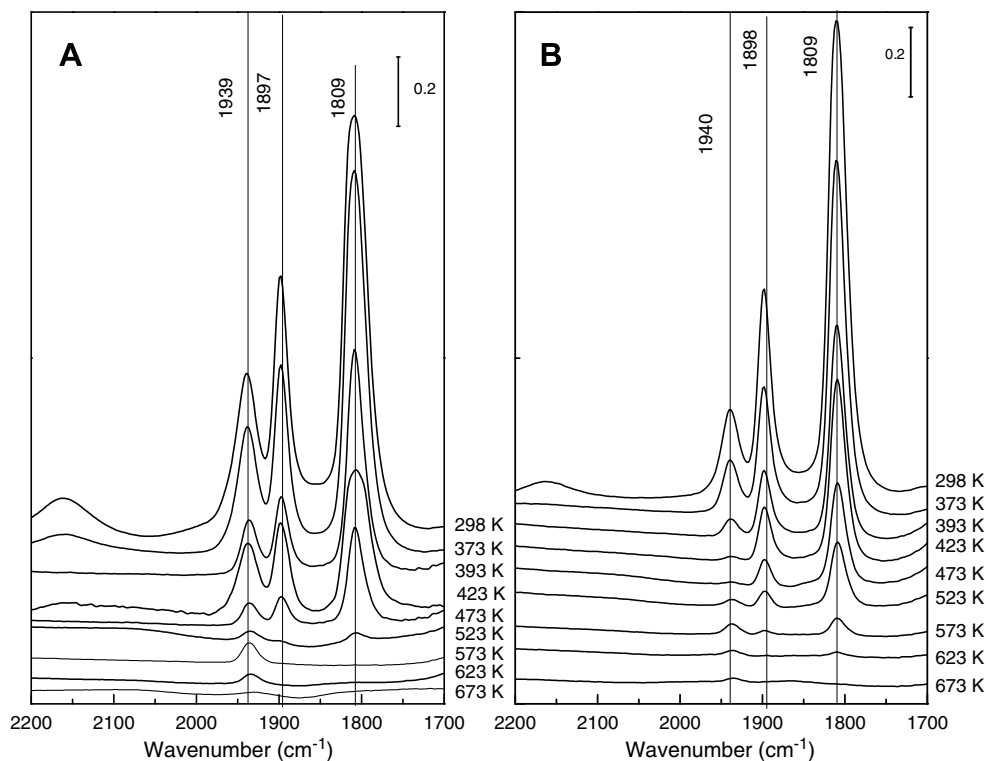 A
1939
1897
1809
0.2
298 K
373 K
393 K
423 K
473 K
523 K
573 K
623 K
673 K
2200 2100 2000 1900 1800 1700
Wavenumber (cm-1)
B
1940
1898
1809
0.2
298 K
373 K
393 K
423 K
473 K
523 K
573 K
623 K
673 K
2200 2100 2000 1900 1800 1700
Wavenumber (cm-1)